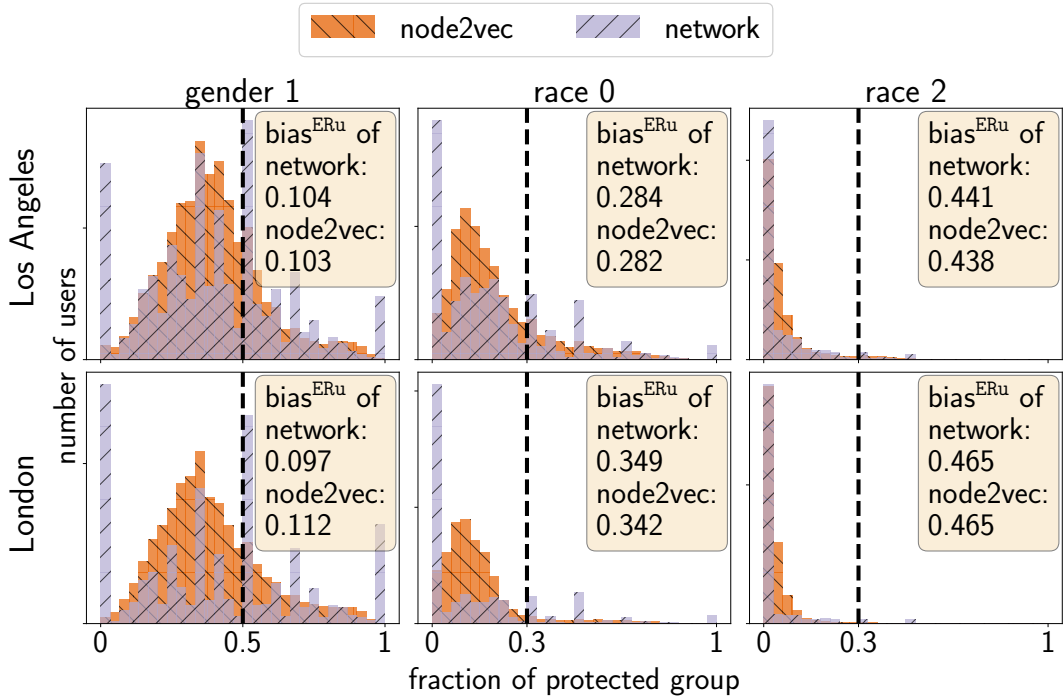 node2vec network
gender 1 race 0 race 2
Los Angeles
London
number of users
bias^ERu of
network:
0.104
node2vec:
0.103
bias^ERu of
network:
0.284
node2vec:
0.282
bias^ERu of
network:
0.441
node2vec:
0.438
bias^ERu of
network:
0.097
node2vec:
0.112
bias^ERu of
network:
0.349
node2vec:
0.342
bias^ERu of
network:
0.465
node2vec:
0.465
0 0.5 1 0 0.3 1 0 0.3 1
fraction of protected group